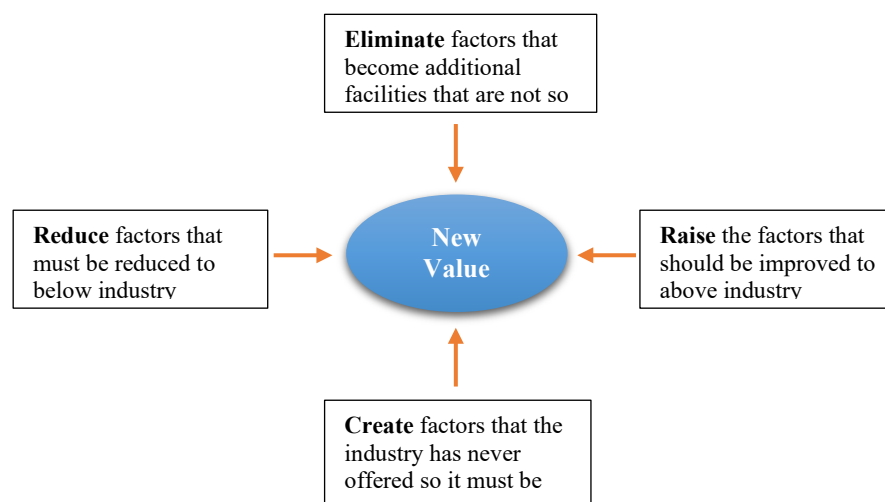 Eliminate factors that
become additional
facilities that are not so
Reduce factors that
must be reduced to
below industry
New
Value
Raise the factors that
should be improved to
above industry
Create factors that the
industry has never
offered so it must be